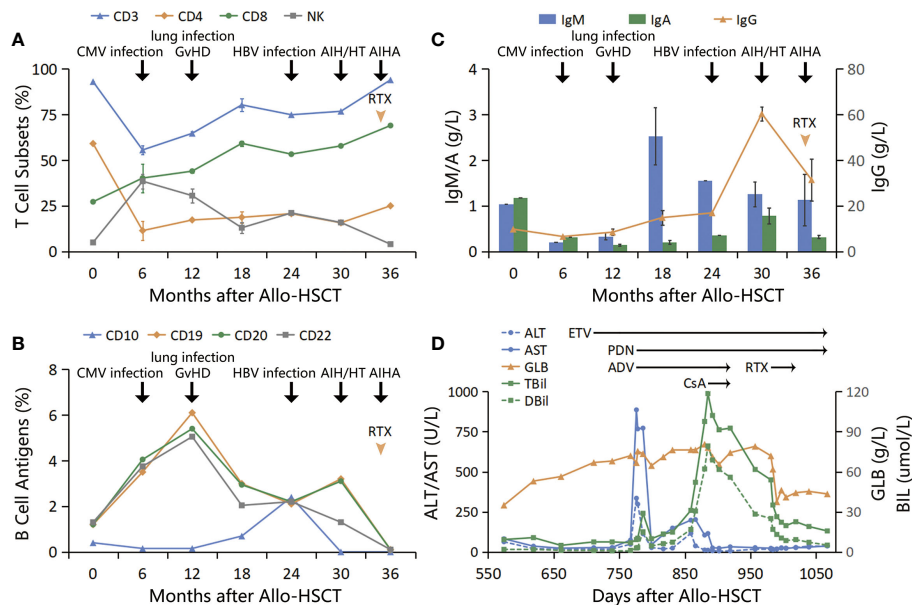 CD3 CD4 CD8 NK
A
lung infection
CMV infection GvHD HBV infection AIH/HT AIHA
RTX
100
75
50
25
0
T Cell Subsets (%)
0 6 12 18 24 30 36
Months after Allo-HSCT
IgM IgA IgG
C
lung infection
CMV infection GvHD HBV infection AIH/HT AIHA
RTX
4
3
2
1
0
IgM/A (g/L)
80
60
40
20
0
IgG (g/L)
0 6 12 18 24 30 36
Months after Allo-HSCT
CD10 CD19 CD20 CD22
B
lung infection
CMV infection GvHD HBV infection AIH/HT AIHA
RTX
8
6
4
2
0
B Cell Antigens (%)
0 6 12 18 24 30 36
Months after Allo-HSCT
D
ALT
AST
GLB
TBil
DBil
ETV
PDN
ADV
RTX
CsA
1000
750
500
250
0
ALT/AST (U/L)
120
90
60
30
0
GLB (g/L)
BIL (umol/L)
550 650 750 850 950 1050
Days after Allo-HSCT